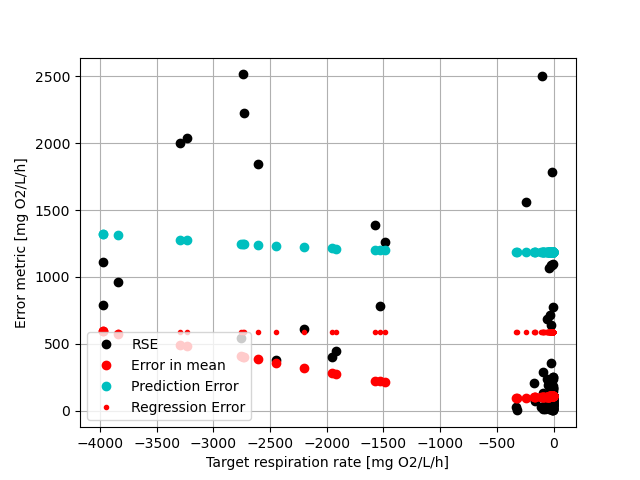 2500
2000
1500
1000
500
0
Error metric [mg O2/L/h]
RSE
Error in mean
Prediction Error
Regression Error
−4000 −3500 −3000 −2500 −2000 −1500 −1000 −500 0
Target respiration rate [mg O2/L/h]